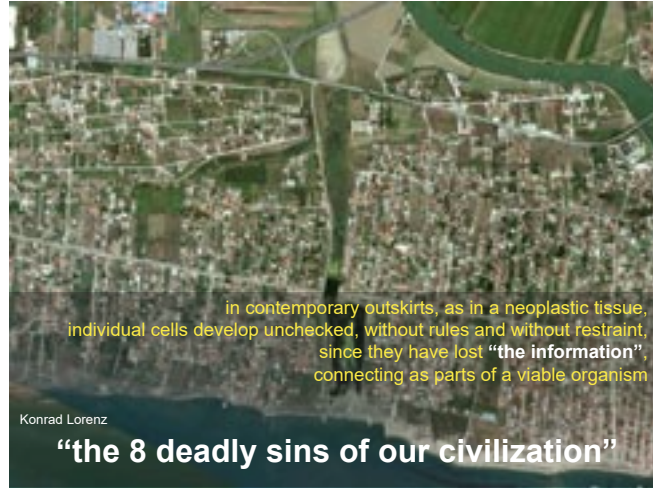 in contemporary outskirts, as in a neoplastic tissue,
individual cells develop unchecked, without rules and without restraint,
since they have lost “the information”,
connecting as parts of a viable organism
Konrad Lorenz
“the 8 deadly sins of our civilization”